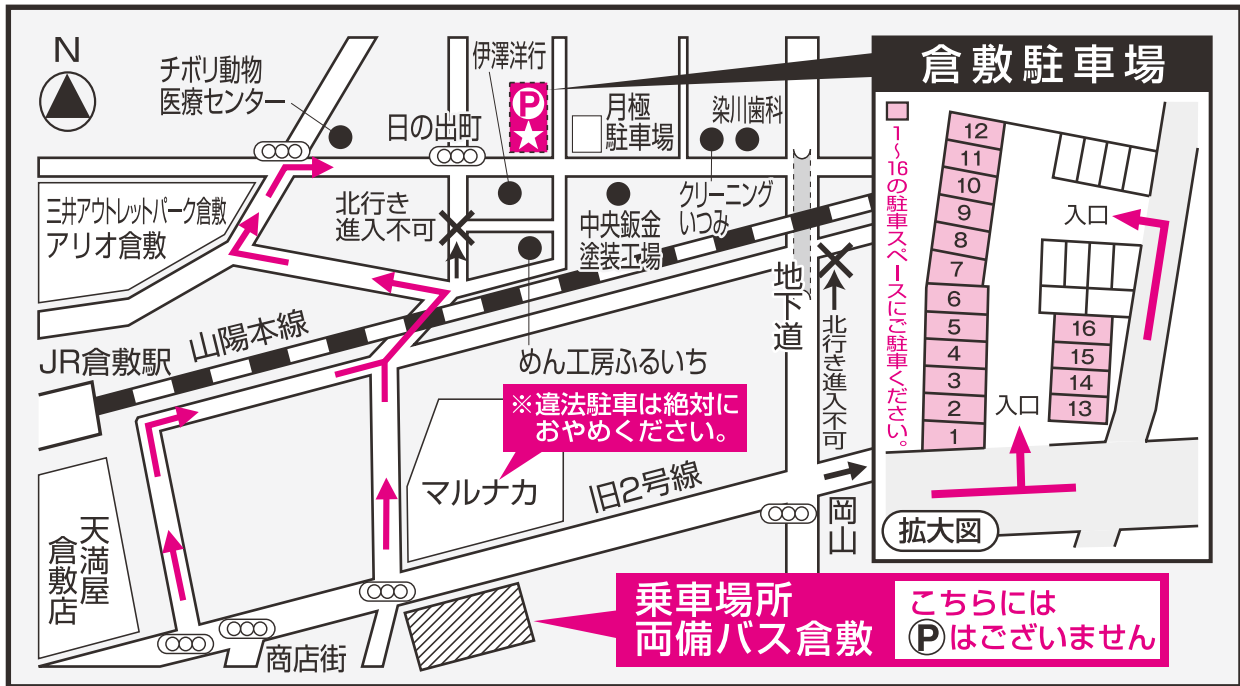 N
チボリ動物
医療センター
伊澤洋行
P
日の出町
月極
駐車場
染川歯科
三井アウトレットパーク倉敷
アリオ倉敷
北行き
進入不可
中央鈑金
塗装工場
クリーニング
いつみ
地下道
北行き進入不可
山陽本線
JR倉敷駅
めん工房ふるいち
※違法駐車は絶対に
おやめください。
マルナカ
旧2号線
岡山
天満屋
倉敷店
商店街
乗車場所
両備バス倉敷
こちらには
Pはございません
倉敷駐車場
1～16の駐車スペースにご駐車ください。
12
11
10
9
8
7
6
5
4
3
2
1
入口
16
15
14
13
入口
拡大図